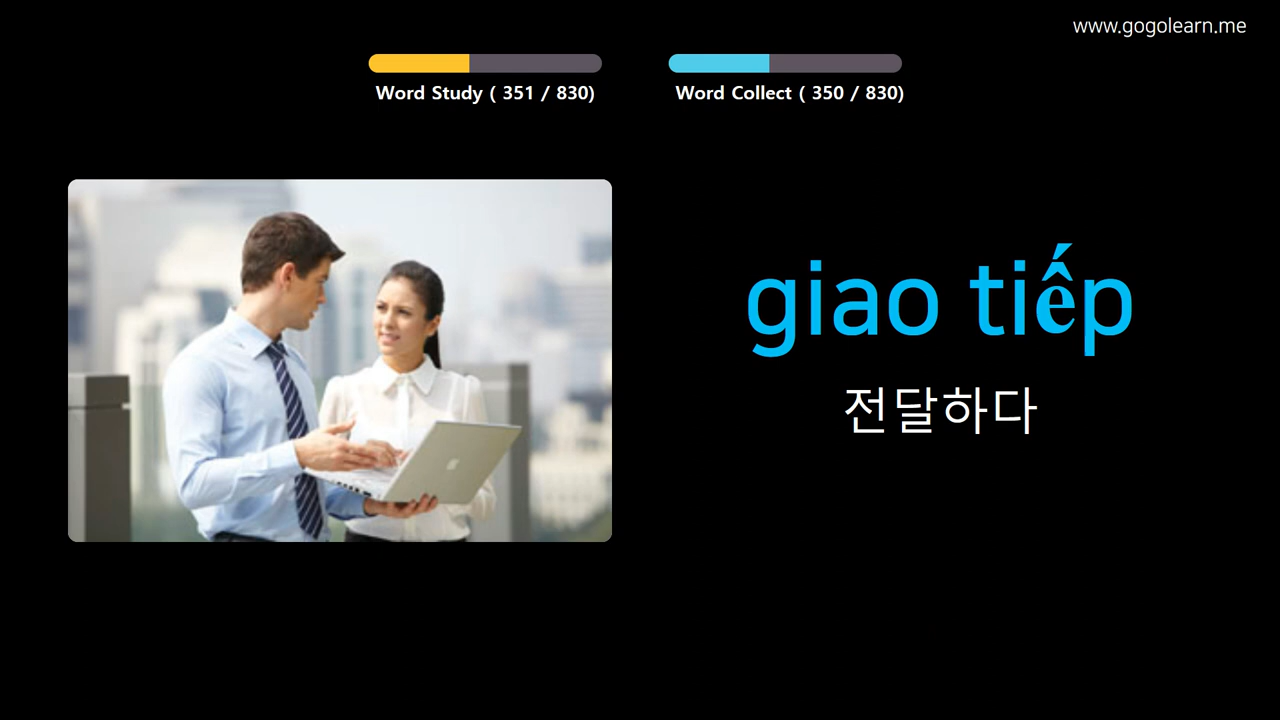 www.gogolearn.me
Word Study ( 351 / 830)
Word Collect ( 350 / 830)
giao tiếp
전달하다